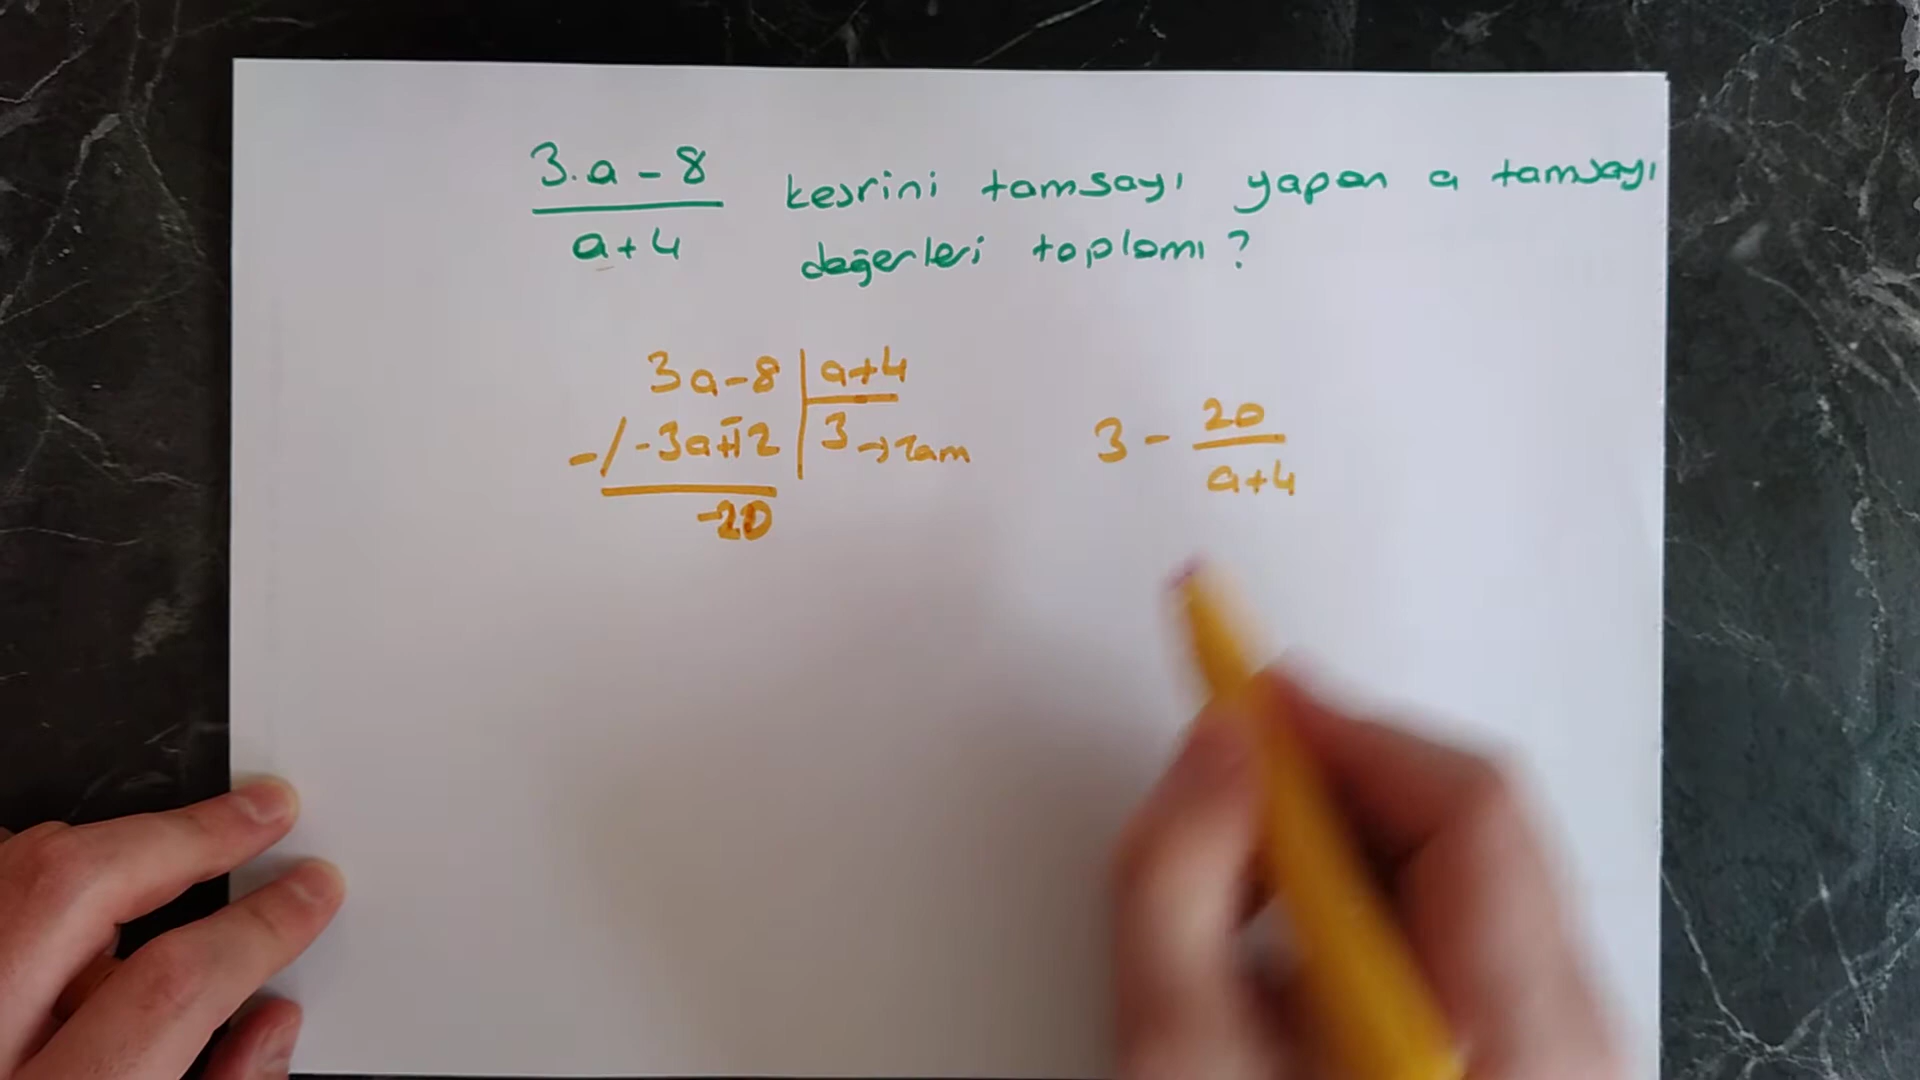 3.a - 8
a + 4
kesrini tamsayı yapan a tamsayı
değerleri toplamı?
3a-8 | a+4
-/ -3a+12 | 3 → Tam
-20
3 - 20
a+4